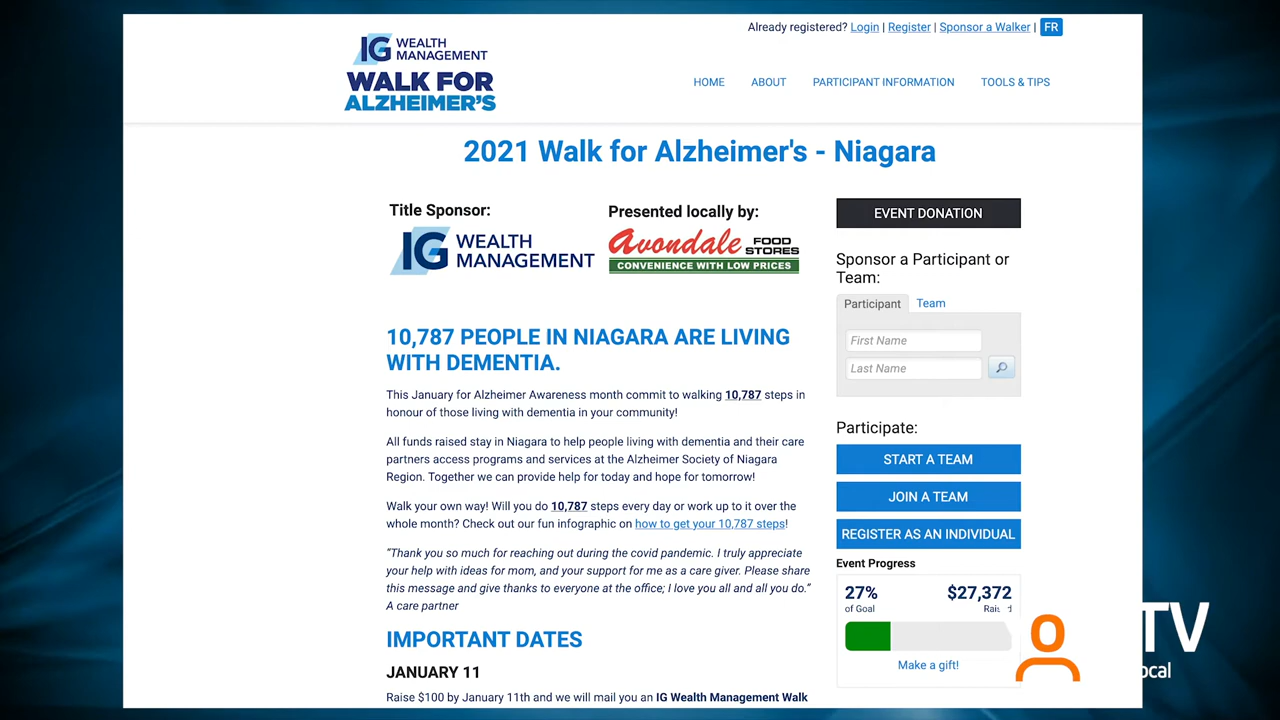 Already registered? Login | Register | Sponsor a Walker | FR
IG WEALTH
MANAGEMENT
WALK FOR
ALZHEIMER'S
HOME ABOUT PARTICIPANT INFORMATION TOOLS & TIPS
2021 Walk for Alzheimer's - Niagara
Title Sponsor:
IG WEALTH
MANAGEMENT
Presented locally by:
Avondale FOOD
STORES
CONVENIENCE WITH LOW PRICES
10,787 PEOPLE IN NIAGARA ARE LIVING
WITH DEMENTIA.
This January for Alzheimer Awareness month commit to walking 10,787 steps in
honour of those living with dementia in your community!
All funds raised stay in Niagara to help people living with dementia and their care
partners access programs and services at the Alzheimer Society of Niagara
Region. Together we can provide help for today and hope for tomorrow!
Walk your own way! Will you do 10,787 steps every day or work up to it over the
whole month? Check out our fun infographic on how to get your 10,787 steps!
“Thank you so much for reaching out during the covid pandemic. I truly appreciate
your help with ideas for mom, and your support for me as a care giver. Please share
this message and give thanks to everyone at the office; I love you all and all you do.”
A care partner
IMPORTANT DATES
JANUARY 11
Raise $100 by January 11th and we will mail you an IG Wealth Management Walk
EVENT DONATION
Sponsor a Participant or
Team:
Participant Team
First Name
Last Name
Participate:
START A TEAM
JOIN A TEAM
REGISTER AS AN INDIVIDUAL
Event Progress
27% $27,372
of Goal
Make a gift!
TV